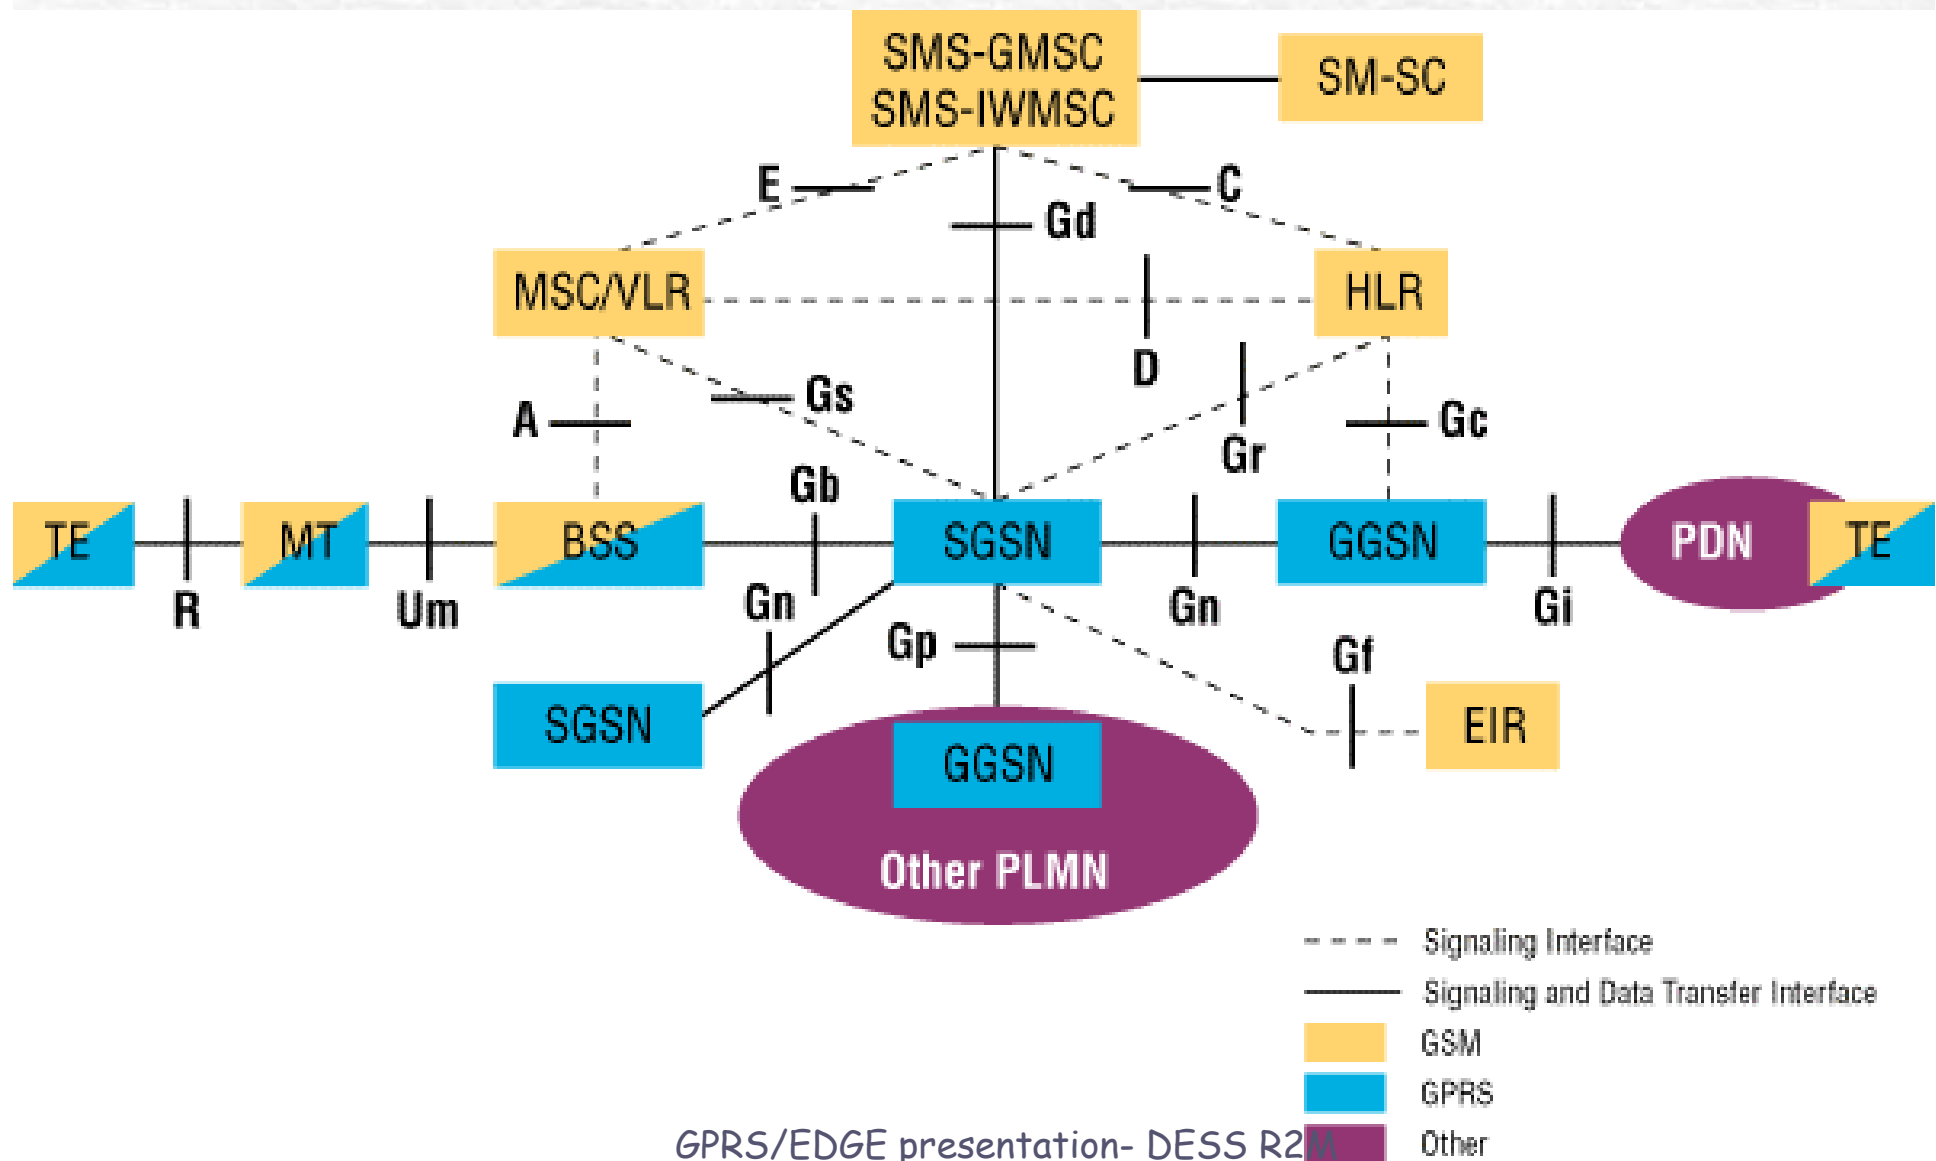 SMS-GMSC
SMS-IWMSC
SM-SC
E
C
Gd
MSC/VLR
HLR
D
Gs
A
Gr
Gc
Gb
TE
MT
BSS
SGSN
GGSN
PDN
TE
R
Um
Gn
Gn
Gi
Gp
Gf
SGSN
EIR
GGSN
Other PLMN
Signaling Interface
Signaling and Data Transfer Interface
GSM
GPRS
Other
GPRS/EDGE presentation- DESS R2M